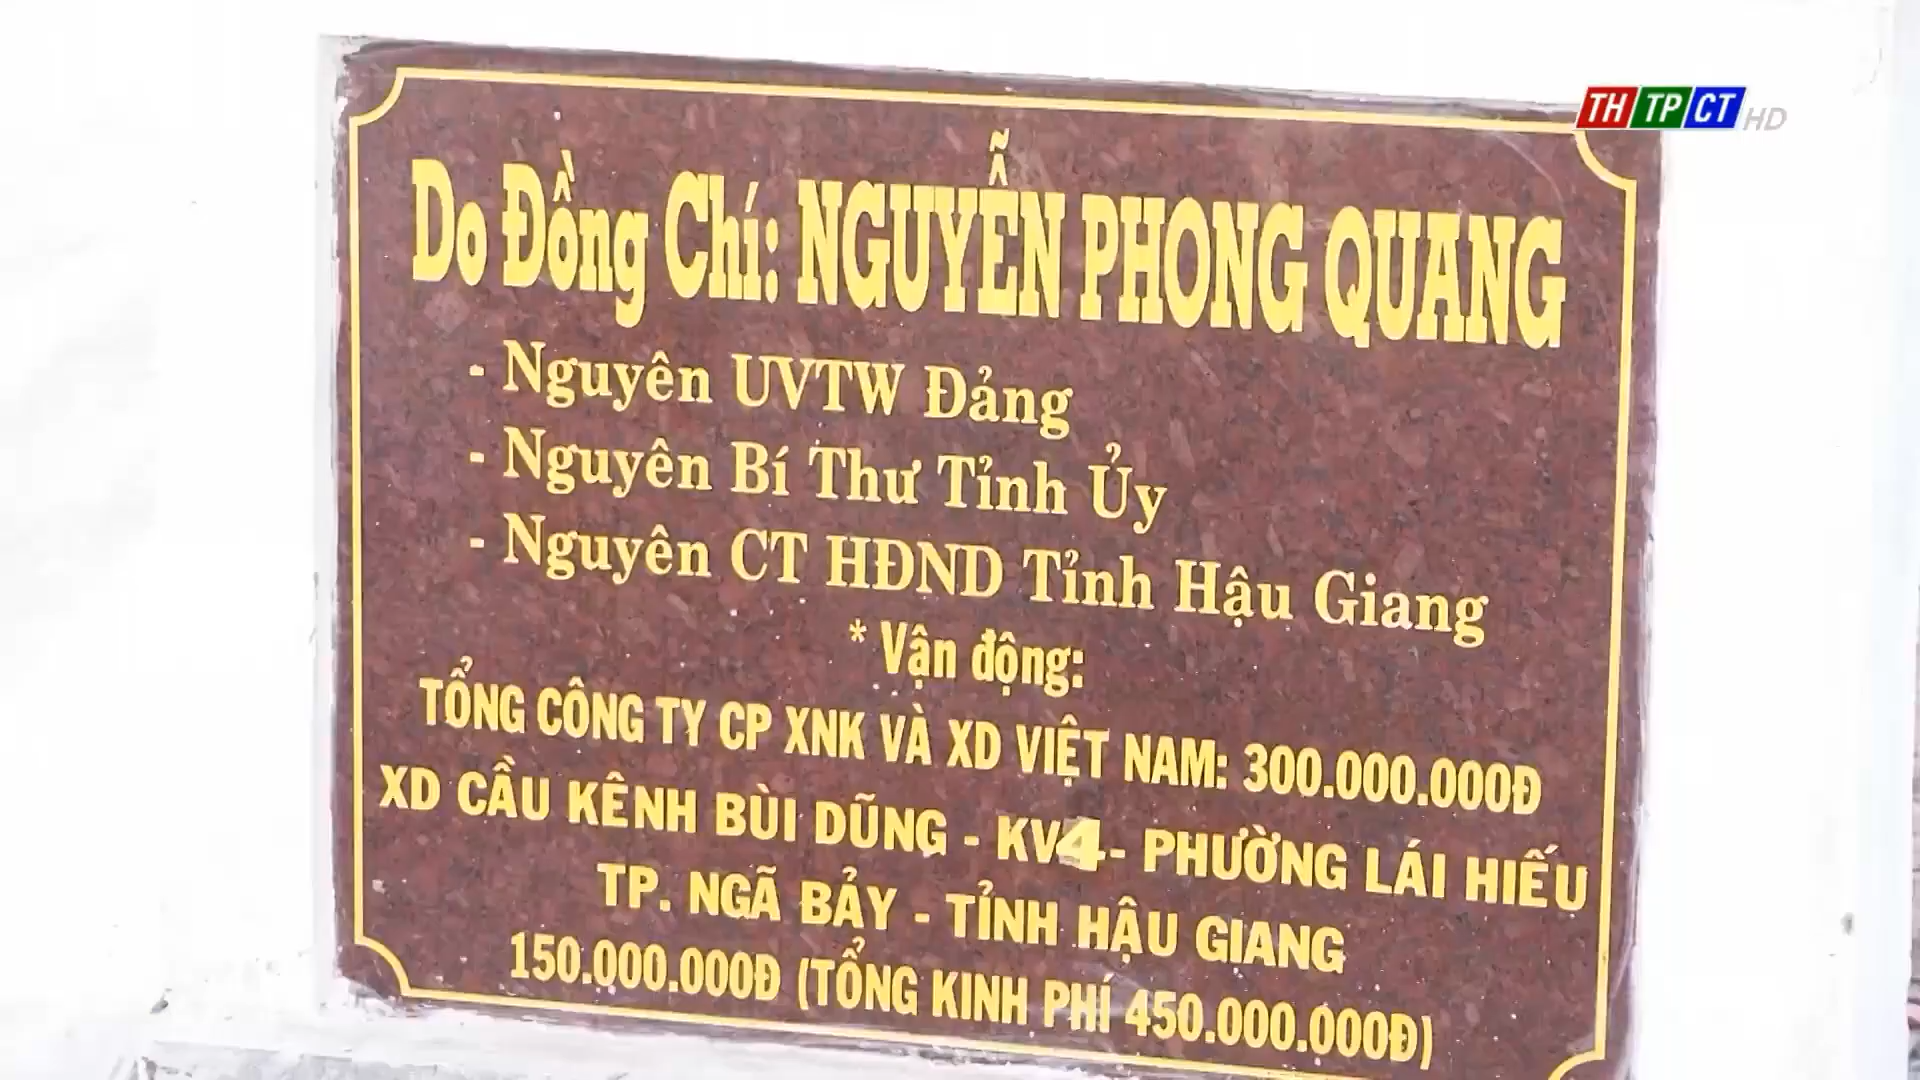 THTPCT HD
Do Đồng Chí: NGUYỄN PHONG QUANG
- Nguyên UVTW Đảng
- Nguyên Bí Thư Tỉnh Ủy
- Nguyên CT HĐND Tỉnh Hậu Giang
* Vận động:
TỔNG CÔNG TY CP XNK VÀ XD VIỆT NAM: 300.000.000Đ
XD CẦU KÊNH BÙI DŨNG - KV4- PHƯỜNG LÁI HIẾU
TP. NGÃ BẢY - TỈNH HẬU GIANG
150.000.000Đ (TỔNG KINH PHÍ 450.000.000Đ)